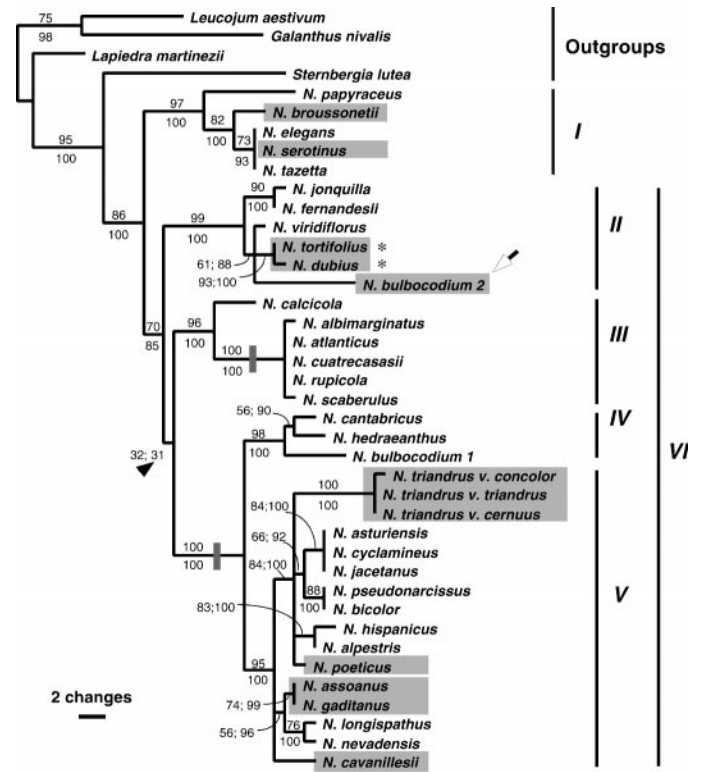 75
98
Leucojum aestivum
Galanthus nivalis
Lapiedra martinezii
Outgroups
Sternbergia lutea
95
100
N. papyraceus
97
100
N. broussonetii
82
100
N. elegans
73
93
N. serotinus
N. tazetta
I
86
100
90
100
N. jonquilla
N. fernandesii
99
100
N. viridiflorus
II
N. tortifolius *
61; 88
N. dubius *
93;100
N. bulbocodium 2
N. calcicola
70
85
96
100
N. albimarginatus
III
N. atlanticus
100
100
N. cuatrecasasii
N. rupicola
N. scaberulus
56; 90
N. cantabricus
IV
98
100
N. hedraeanthus
32; 31
N. bulbocodium 1
VI
100
100
N. triandrus v. concolor
N. triandrus v. triandrus
N. triandrus v. cernuus
84;100
N. asturiensis
66; 92
N. cyclamineus
100
100
84;100
N. jacetanus
88
100
N. pseudonarcissus
V
83;100
N. bicolor
N. hispanicus
N. alpestris
95
100
N. poeticus
N. assoanus
74; 99
N. gaditanus
2 changes
56; 96
76
100
N. longispathus
N. nevadensis
N. cavanillesii